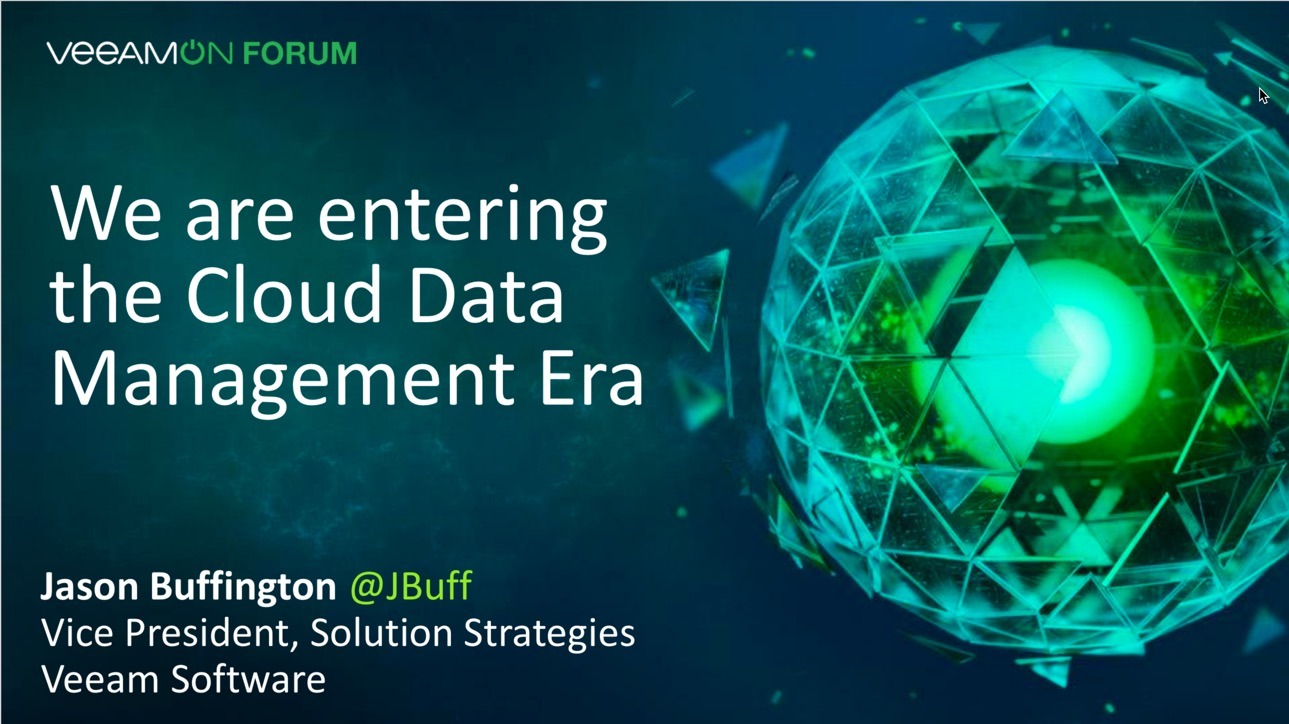 VEEAMON FORUM
We are entering
the Cloud Data
Management Era
Jason Buffington @JBuff
Vice President, Solution Strategies
Veeam Software